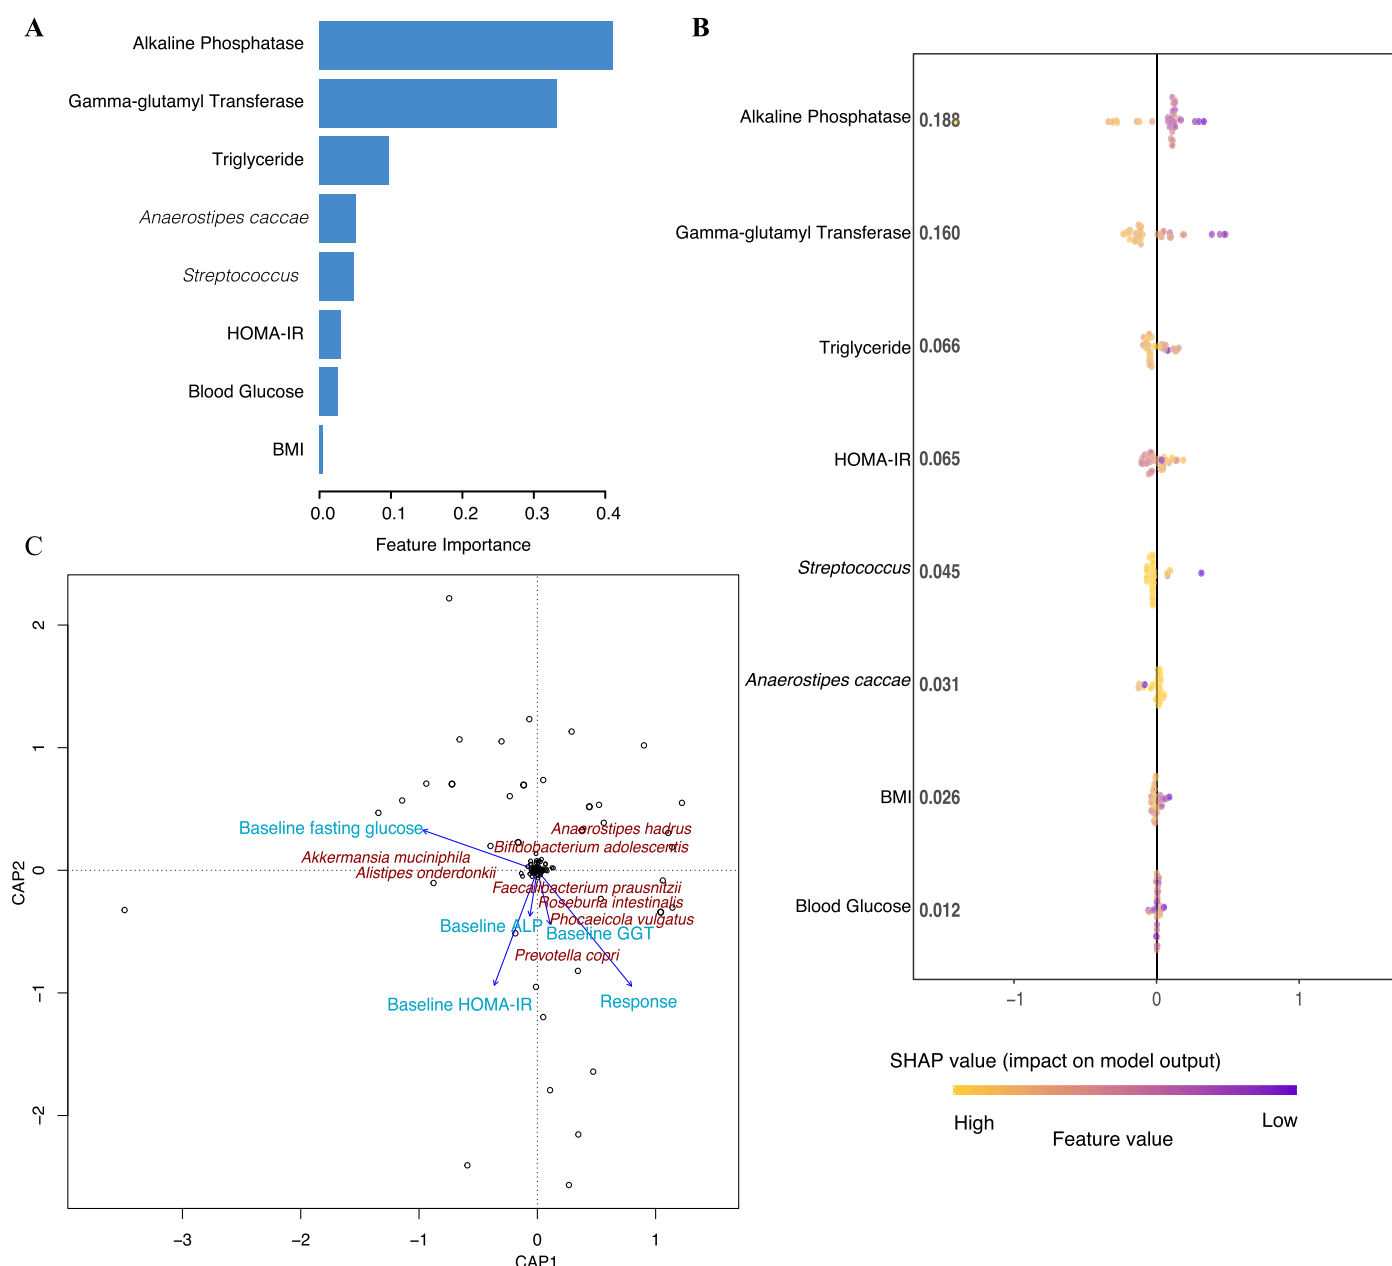 A
Alkaline Phosphatase
Gamma-glutamyl Transferase
Triglyceride
Anaerostipes caccae
Streptococcus
HOMA-IR
Blood Glucose
BMI
0.0 0.1 0.2 0.3 0.4
Feature Importance
B
Alkaline Phosphatase 0.188
Gamma-glutamyl Transferase 0.160
Triglyceride 0.066
HOMA-IR 0.065
Streptococcus 0.045
Anaerostipes caccae 0.031
BMI 0.026
Blood Glucose 0.012
−1 0 1
SHAP value (impact on model output)
High Low
Feature value
C
CAP2
2
1
0
−1
−2
Baseline fasting glucose
Anaerostipes hadrus
Bifidobacterium adolescentis
Akkermansia muciniphila
Alistipes onderdonkii
Faecalibacterium prausnitzii
Roseburia intestinalis
Phocaeicola vulgatus
Baseline ALP
Baseline GGT
Prevotella copri
Baseline HOMA-IR
Response
−3 −2 −1 0 1
CAP1